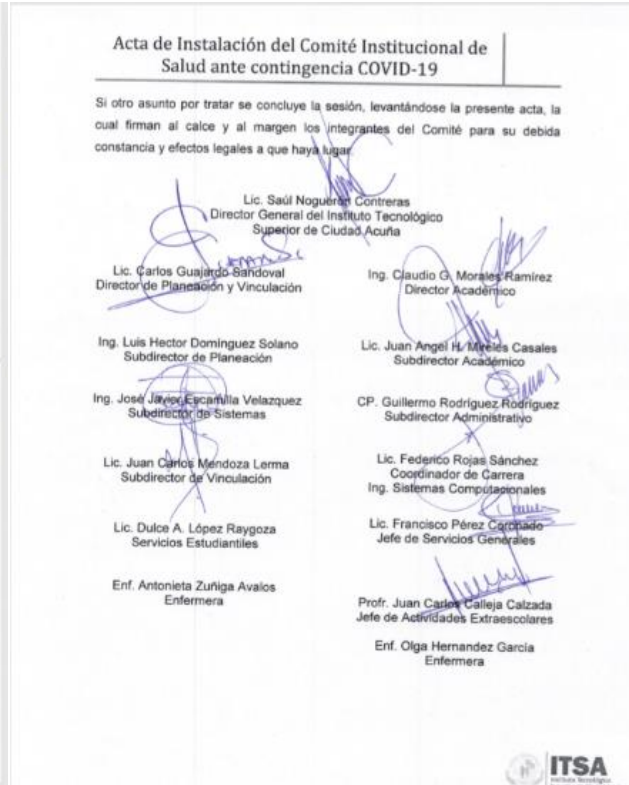 Acta de Instalación del Comité Institucional de
Salud ante contingencia COVID-19
Si otro asunto por tratar se concluye la sesión, levantándose la presente acta, la
cual firman al calce y al margen los integrantes del Comité para su debida
constancia y efectos legales a que haya lugar.
Lic. Saúl Noguerón Contreras
Director General del Instituto Tecnológico
Superior de Ciudad Acuña
Lic. Carlos Guajardo Sandoval
Director de Planeación y Vinculación
Ing. Claudio G. Morales Ramírez
Director Académico
Ing. Luis Hector Dominguez Solano
Subdirector de Planeación
Lic. Juan Angel H. Mireles Casales
Subdirector Académico
Ing. José Javier Escamilla Velazquez
Subdirector de Sistemas
CP. Guillermo Rodríguez Rodríguez
Subdirector Administrativo
Lic. Juan Carlos Mendoza Lerma
Subdirector de Vinculación
Lic. Federico Rojas Sánchez
Coordinador de Carrera
Ing. Sistemas Computacionales
Lic. Dulce A. López Raygoza
Servicios Estudiantiles
Lic. Francisco Pérez Coronado
Jefe de Servicios Generales
Enf. Antonieta Zuñiga Avalos
Enfermera
Profr. Juan Carlos Calleja Calzada
Jefe de Actividades Extraescolares
Enf. Olga Hernandez García
Enfermera
ITSA
Instituto Tecnológico